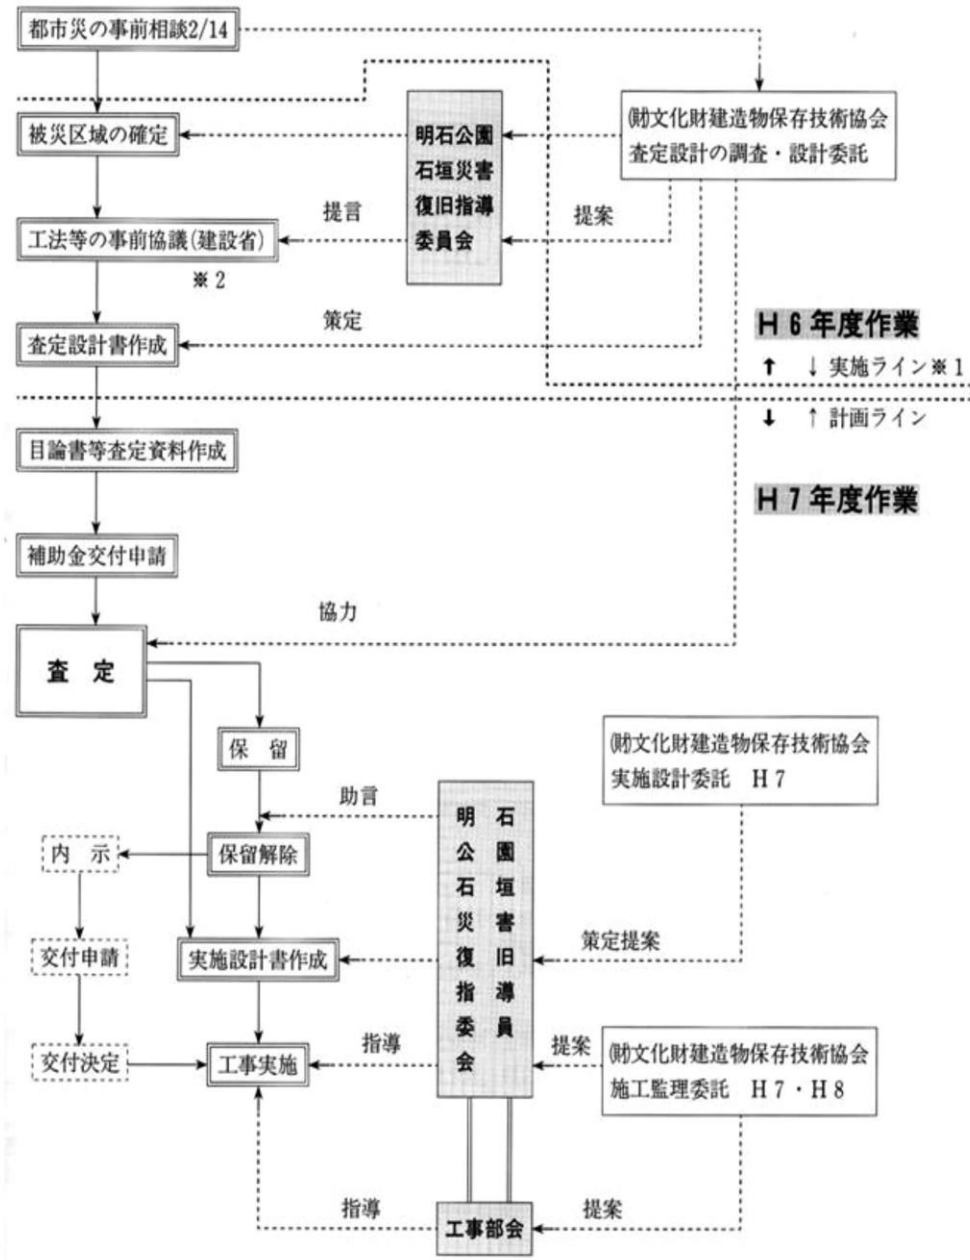 都市災の事前相談2/14
被災区域の確定
明石公園
石垣災害
復旧指導
委員会
㈶文化財建造物保存技術協会
査定設計の調査・設計委託
提言
提案
工法等の事前協議(建設省)
※2
策定
査定設計書作成
H6年度作業
↑ ↓実施ライン※1
↓ ↑計画ライン
目論書等査定資料作成
H7年度作業
補助金交付申請
協力
査 定
保 留
㈶文化財建造物保存技術協会
実施設計委託 H7
助言
明石
公園
石垣
災害
復旧
指導
委員
会
内 示
保留解除
交付申請
実施設計書作成
策定提案
交付決定
工事実施
指導
提案
㈶文化財建造物保存技術協会
施工監理委託 H7・H8
指導
工事部会
提案